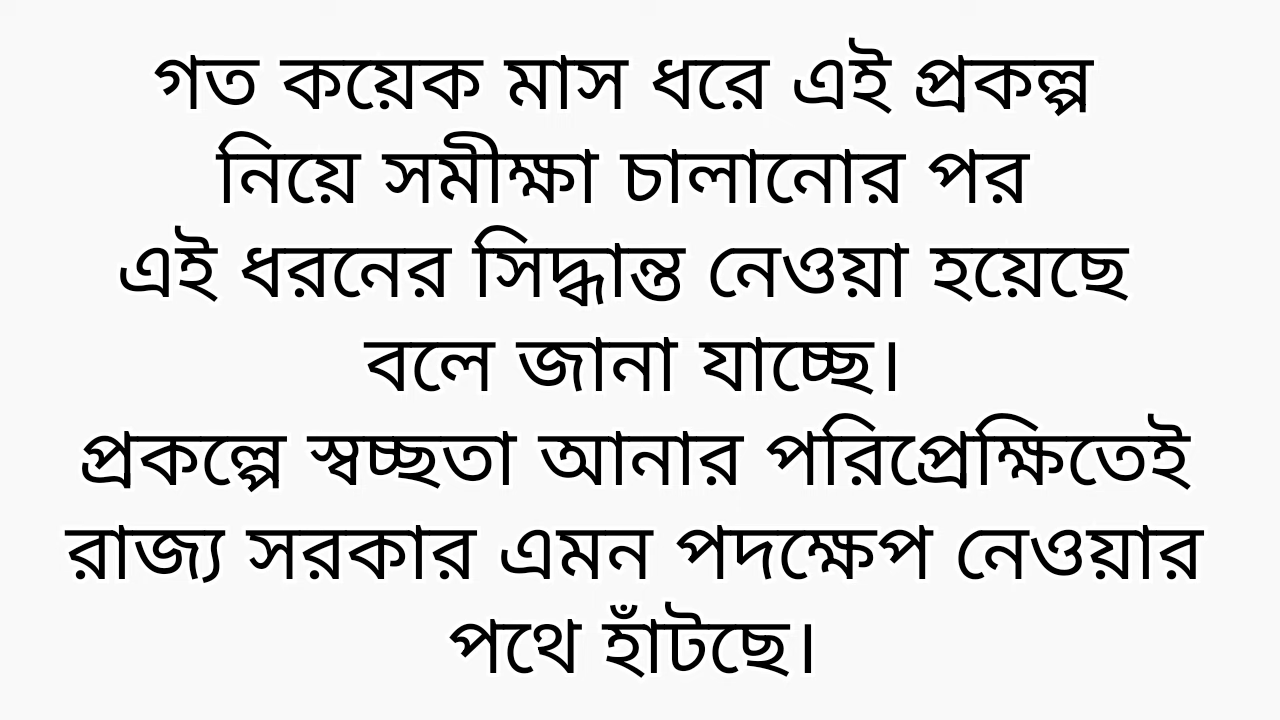 গত কয়েক মাস ধরে এই প্রকল্প
নিয়ে সমীক্ষা চালানোর পর
এই ধরনের সিদ্ধান্ত নেওয়া হয়েছে
বলে জানা যাচ্ছে।
প্রকল্পে স্বচ্ছতা আনার পরিপ্রেক্ষিতেই
রাজ্য সরকার এমন পদক্ষেপ নেওয়ার
পথে হাঁটছে।